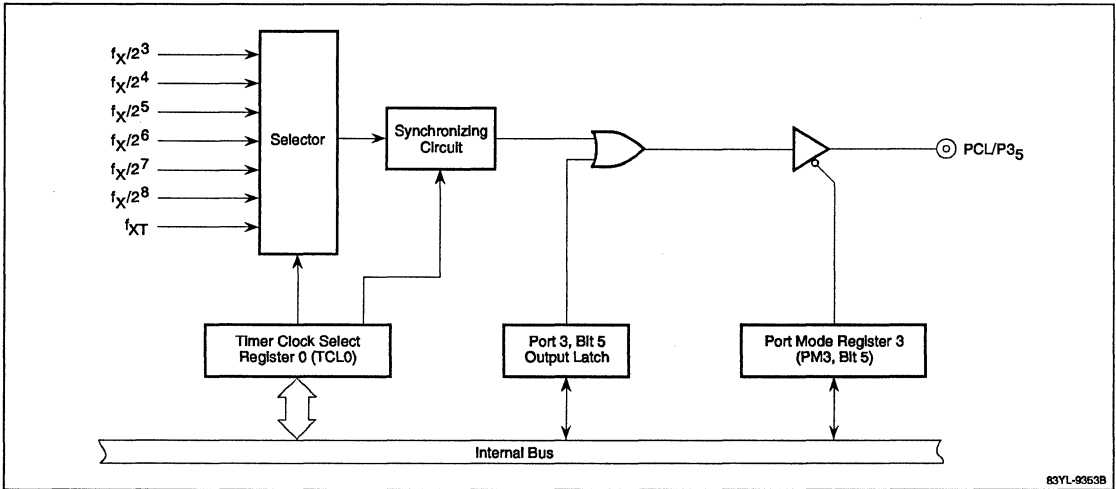 fX/2^3
fX/2^4
fX/2^5
fX/2^6
fX/2^7
fX/2^8
fXT
Selector
Synchronizing
Circuit
PCL/P3₅
Timer Clock Select
Register 0 (TCL0)
Port 3, Bit 5
Output Latch
Port Mode Register 3
(PM3, Bit 5)
Internal Bus
83YL-9353B